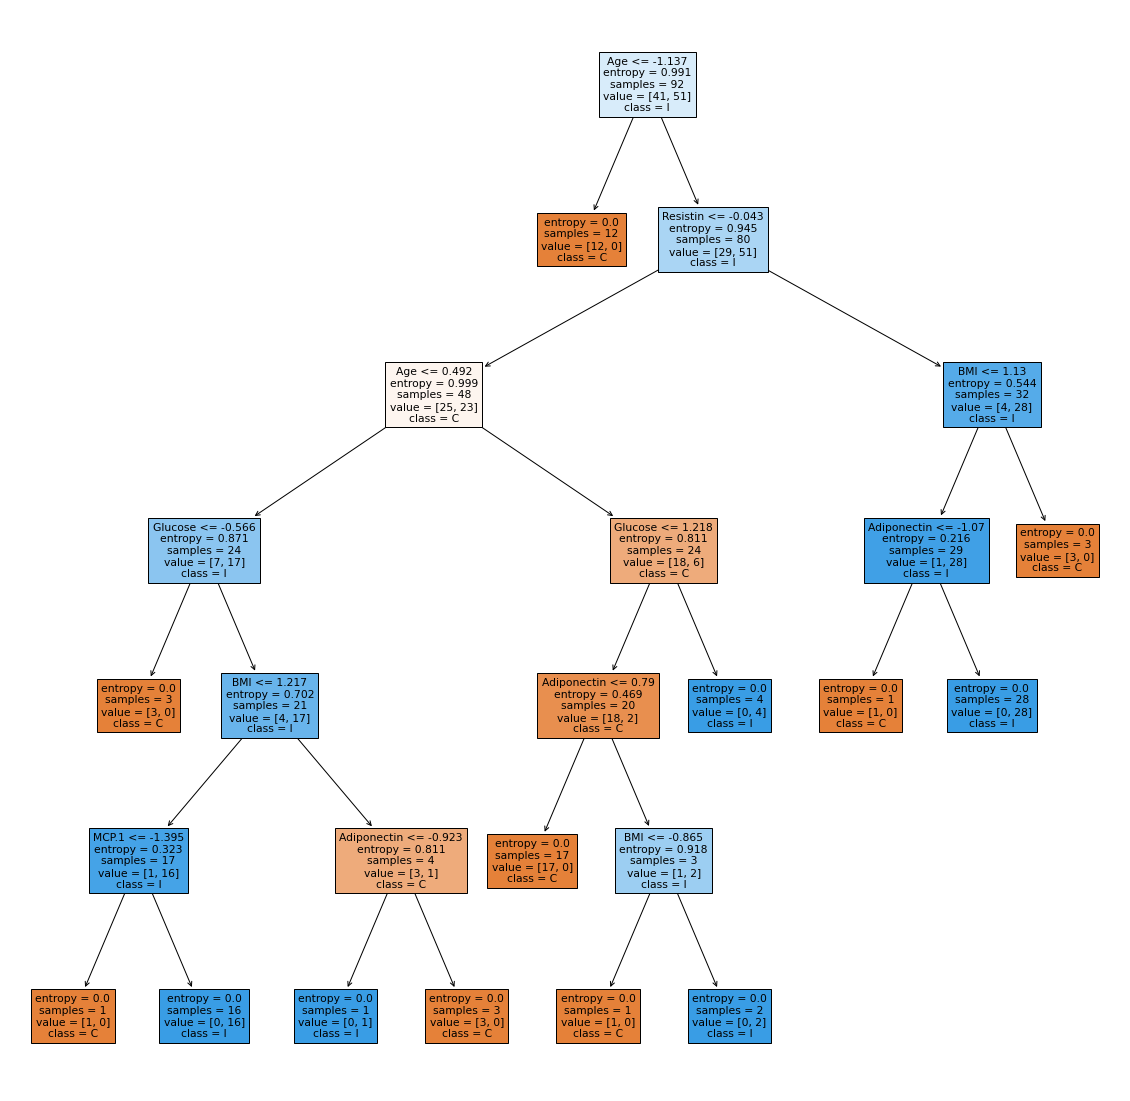 Age <= -1.137
entropy = 0.991
samples = 92
value = [41, 51]
class = I
entropy = 0.0
samples = 12
value = [12, 0]
class = C
Resistin <= -0.043
entropy = 0.945
samples = 80
value = [29, 51]
class = I
Age <= 0.492
entropy = 0.999
samples = 48
value = [25, 23]
class = C
BMI <= 1.13
entropy = 0.544
samples = 32
value = [4, 28]
class = I
Glucose <= -0.566
entropy = 0.871
samples = 24
value = [7, 17]
class = I
Glucose <= 1.218
entropy = 0.811
samples = 24
value = [18, 6]
class = C
Adiponectin <= -1.07
entropy = 0.216
samples = 29
value = [1, 28]
class = I
entropy = 0.0
samples = 3
value = [3, 0]
class = C
entropy = 0.0
samples = 3
value = [3, 0]
class = C
BMI <= 1.217
entropy = 0.702
samples = 21
value = [4, 17]
class = I
Adiponectin <= 0.79
entropy = 0.469
samples = 20
value = [18, 2]
class = C
entropy = 0.0
samples = 4
value = [0, 4]
class = I
entropy = 0.0
samples = 1
value = [1, 0]
class = C
entropy = 0.0
samples = 28
value = [0, 28]
class = I
MCP.1 <= -1.395
entropy = 0.323
samples = 17
value = [1, 16]
class = I
Adiponectin <= -0.923
entropy = 0.811
samples = 4
value = [3, 1]
class = C
entropy = 0.0
samples = 17
value = [17, 0]
class = C
BMI <= -0.865
entropy = 0.918
samples = 3
value = [1, 2]
class = I
entropy = 0.0
samples = 1
value = [1, 0]
class = C
entropy = 0.0
samples = 16
value = [0, 16]
class = I
entropy = 0.0
samples = 1
value = [0, 1]
class = I
entropy = 0.0
samples = 3
value = [3, 0]
class = C
entropy = 0.0
samples = 1
value = [1, 0]
class = C
entropy = 0.0
samples = 2
value = [0, 2]
class = I